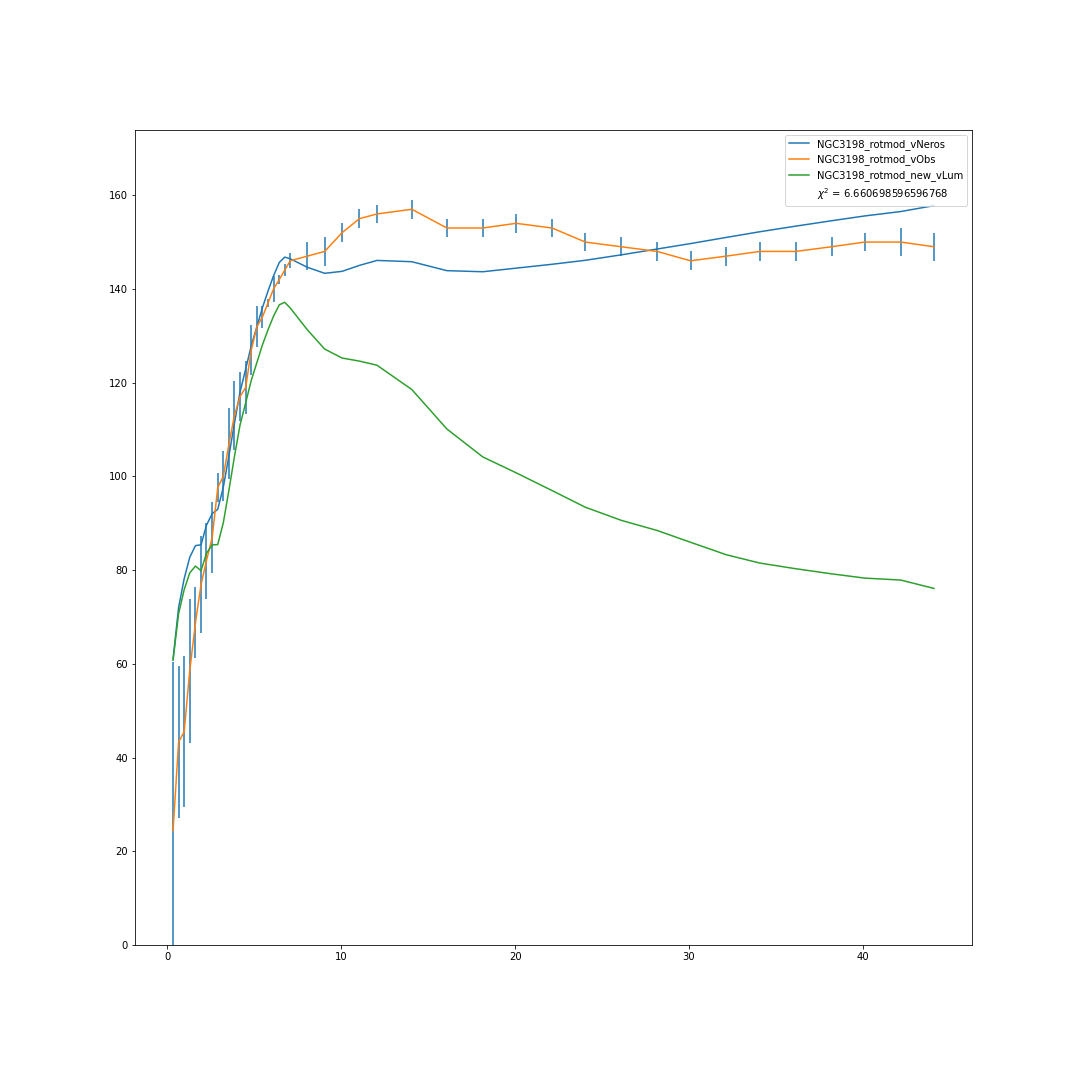 NGC3198_rotmod_vNeros
NGC3198_rotmod_vObs
NGC3198_rotmod_new_vLum
χ² = 6.660698596596768
160
140
120
100
80
60
40
20
0
0 10 20 30 40